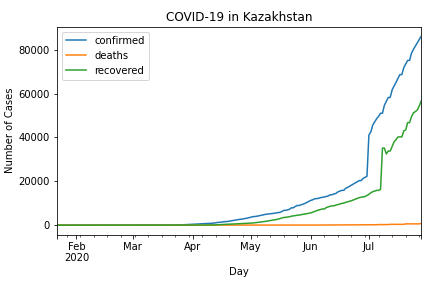 COVID-19 in Kazakhstan
confirmed
deaths
recovered
Number of Cases
80000
60000
40000
20000
0
Feb Mar Apr May Jun Jul
2020
Day